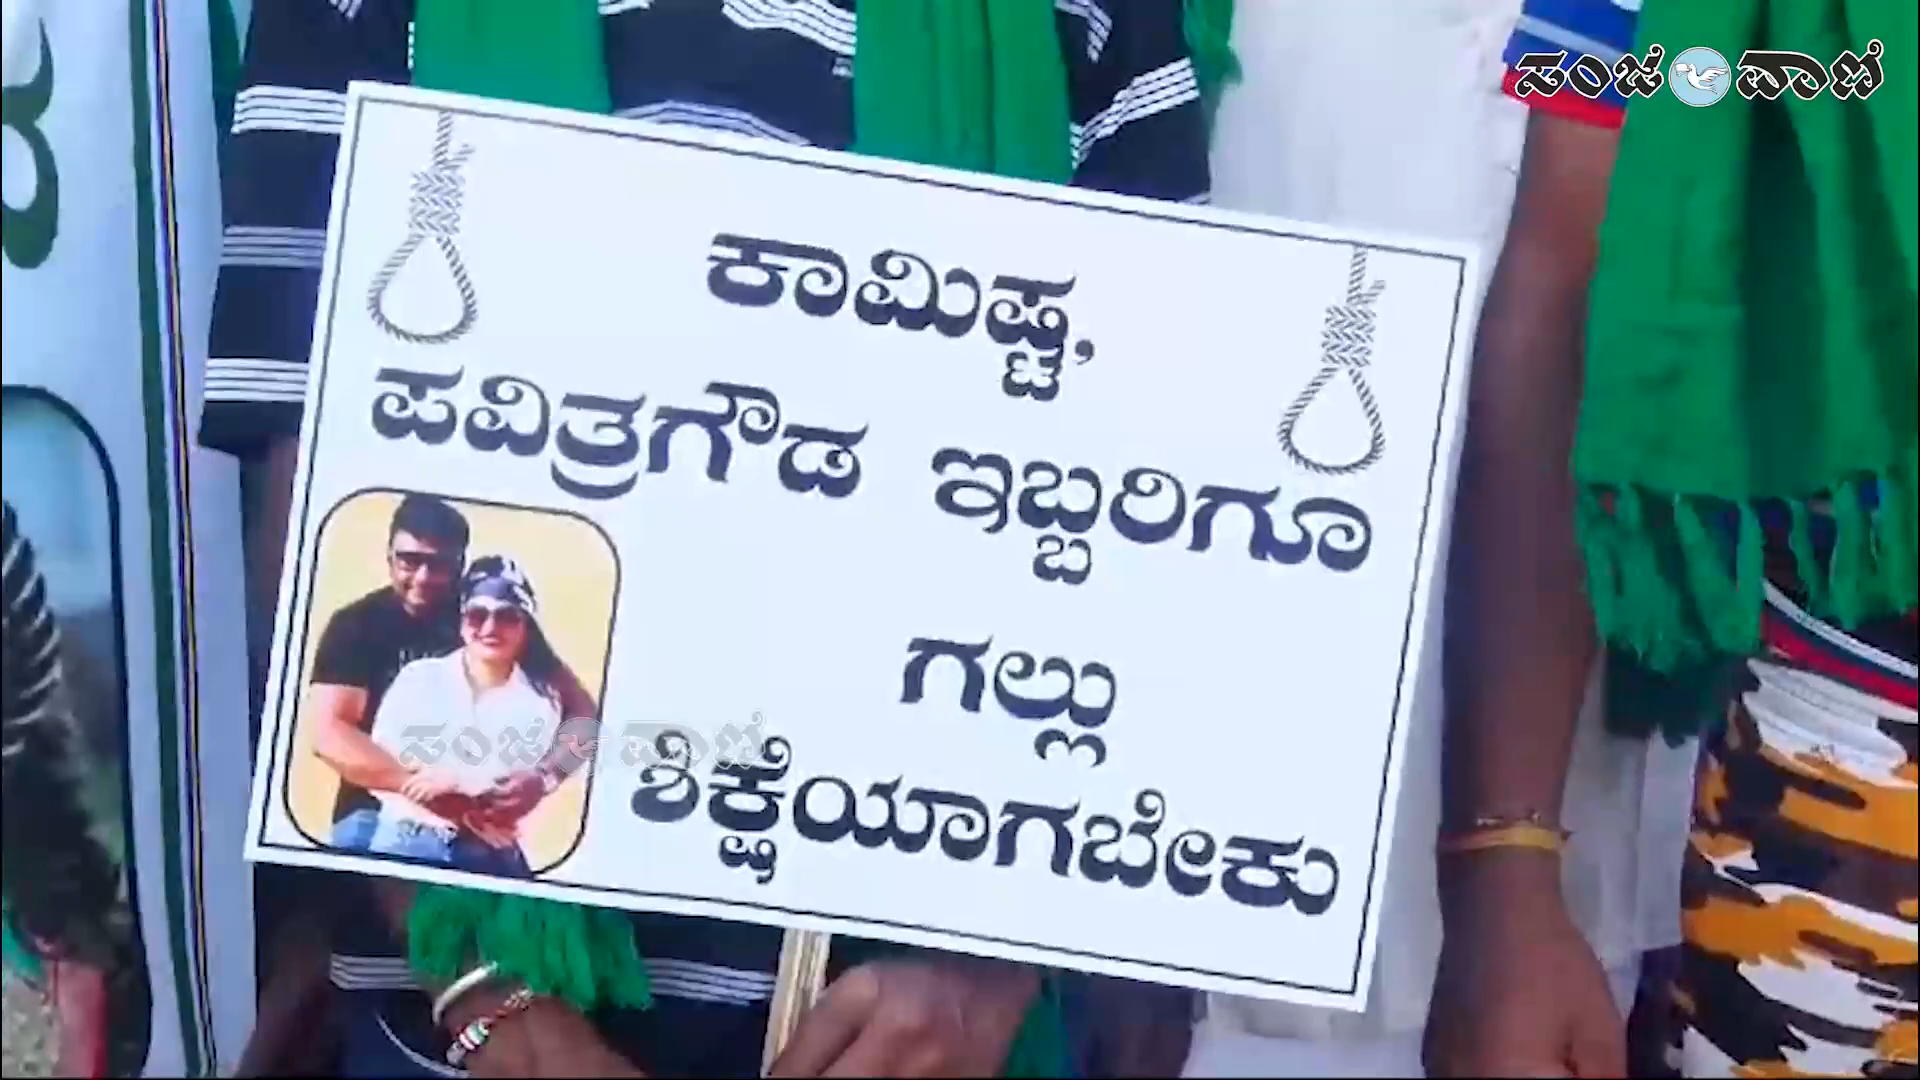 ಸಂಜೆ ವಾಣಿ
ಕಾಮಿಷ್ಟ,
ಪವಿತ್ರಗೌಡ ಇಬ್ಬರಿಗೂ
ಗಲ್ಲು
ಶಿಕ್ಷೆಯಾಗಬೇಕು
ಸಂಜೆ ವಾಣಿ